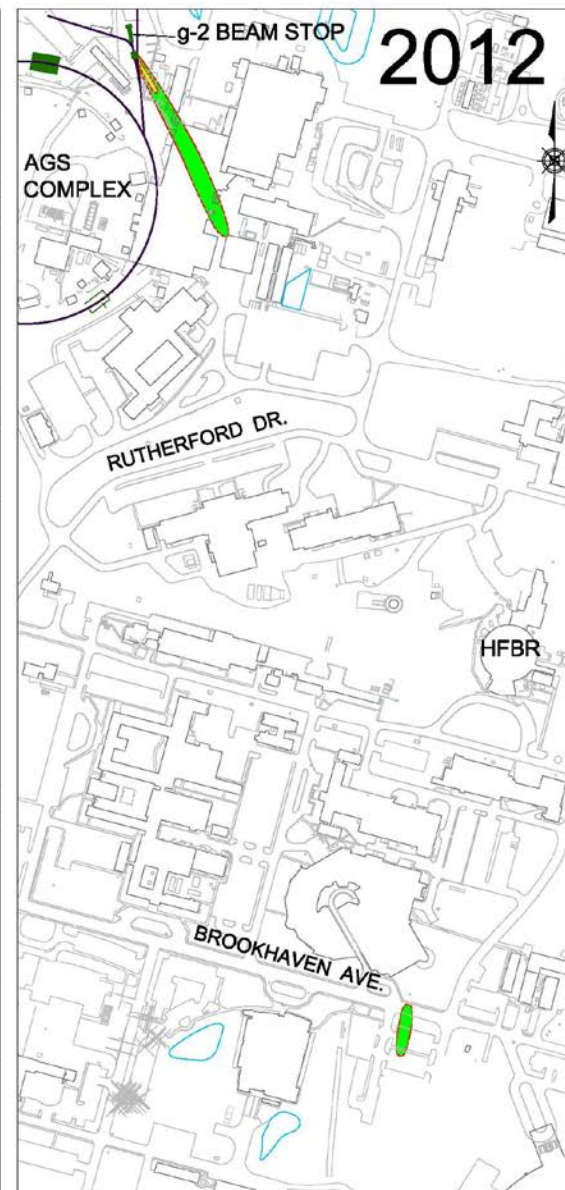 g-2 BEAM STOP
2012
AGS
COMPLEX
RUTHERFORD DR.
HFBR
BROOKHAVEN AVE.